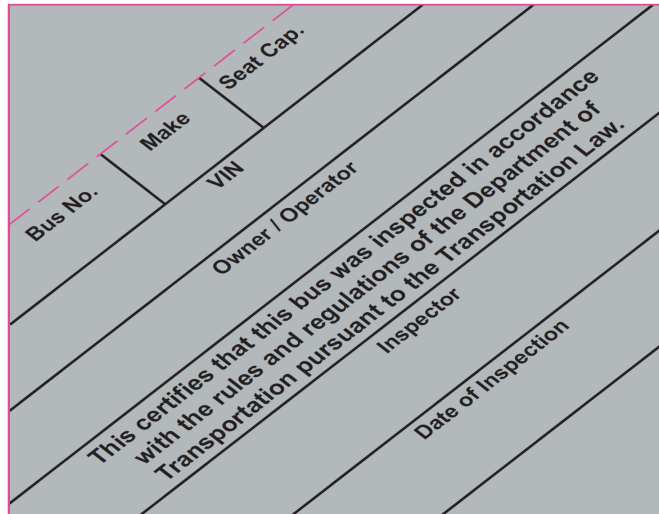 Bus No. Make Seat Cap.
VIN
Owner / Operator
This certifies that this bus was inspected in accordance
with the rules and regulations of the Department of
Transportation pursuant to the Transportation Law.
Inspector
Date of Inspection